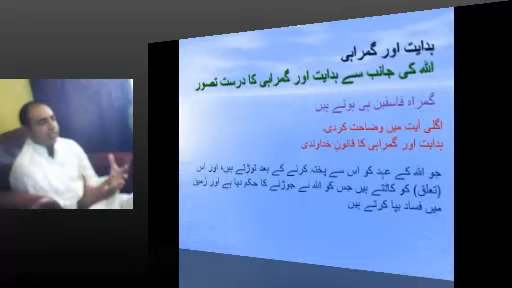 ہدایت اور گمراہی
اللہ کی جانب سے ہدایت اور گمراہی کا درست تصور
گمراہ فاسقین ہی ہوتے ہیں
اگلی آیت میں وضاحت کردی۔
ہدایت اور گمراہی کا قانونِ خداوندی
جو اللہ کے عہد کو اس سے پختہ کرنے کے بعد توڑتے ہیں، اور اس
(تعلق) کو کاٹتے ہیں جس کو اللہ نے جوڑنے کا حکم دیا ہے اور زمین
میں فساد بپا کرتے ہیں